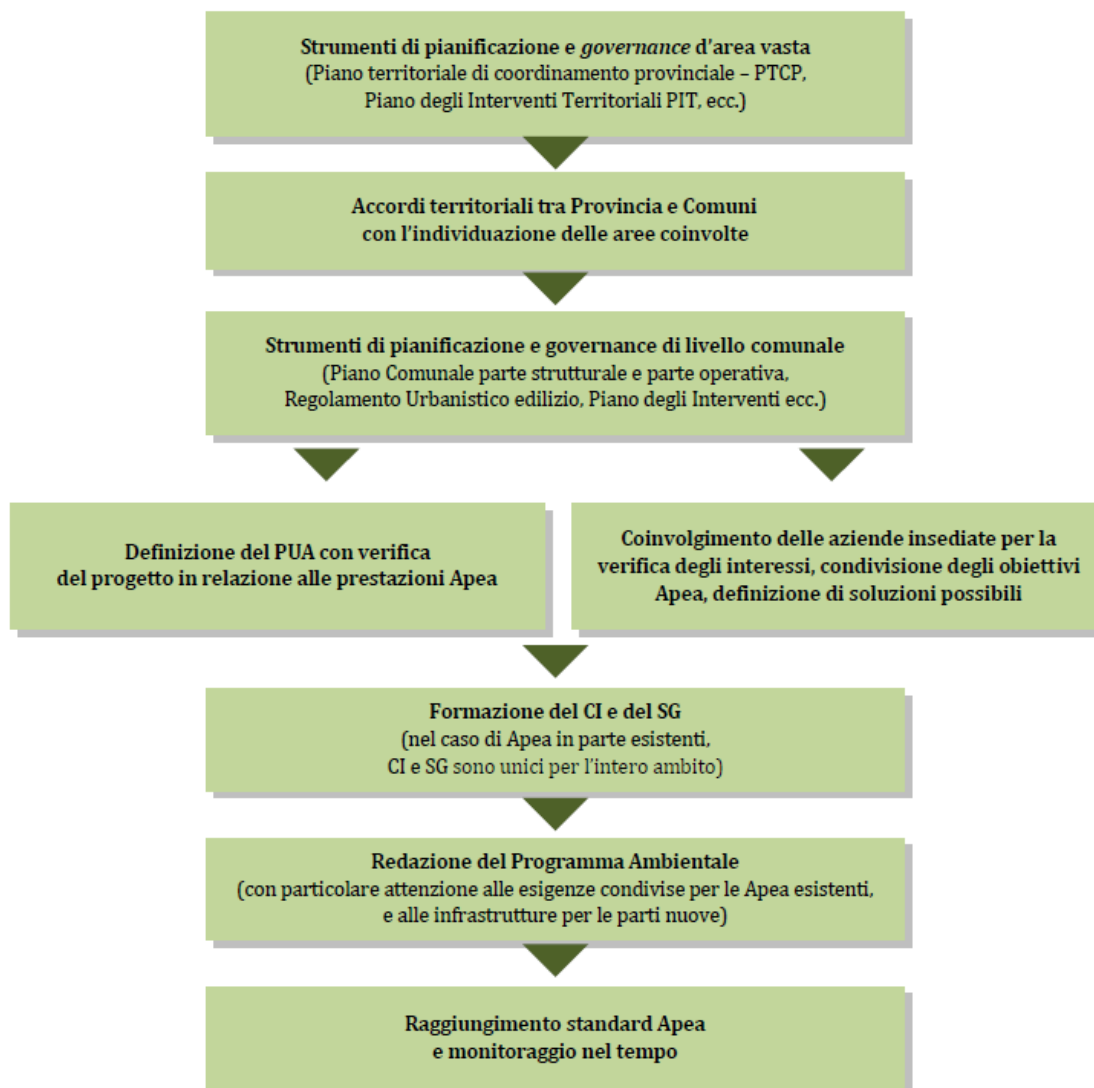 Strumenti di pianificazione e governance d'area vasta
(Piano territoriale di coordinamento provinciale – PTCP,
Piano degli Interventi Territoriali PIT, ecc.)
Accordi territoriali tra Provincia e Comuni
con l'individuazione delle aree coinvolte
Strumenti di pianificazione e governance di livello comunale
(Piano Comunale parte strutturale e parte operativa,
Regolamento Urbanistico edilizio, Piano degli Interventi ecc.)
Definizione del PUA con verifica
del progetto in relazione alle prestazioni Apea
Coinvolgimento delle aziende insediate per la
verifica degli interessi, condivisione degli obiettivi
Apea, definizione di soluzioni possibili
Formazione del CI e del SG
(nel caso di Apea in parte esistenti,
CI e SG sono unici per l'intero ambito)
Redazione del Programma Ambientale
(con particolare attenzione alle esigenze condivise per le Apea esistenti,
e alle infrastrutture per le parti nuove)
Raggiungimento standard Apea
e monitoraggio nel tempo